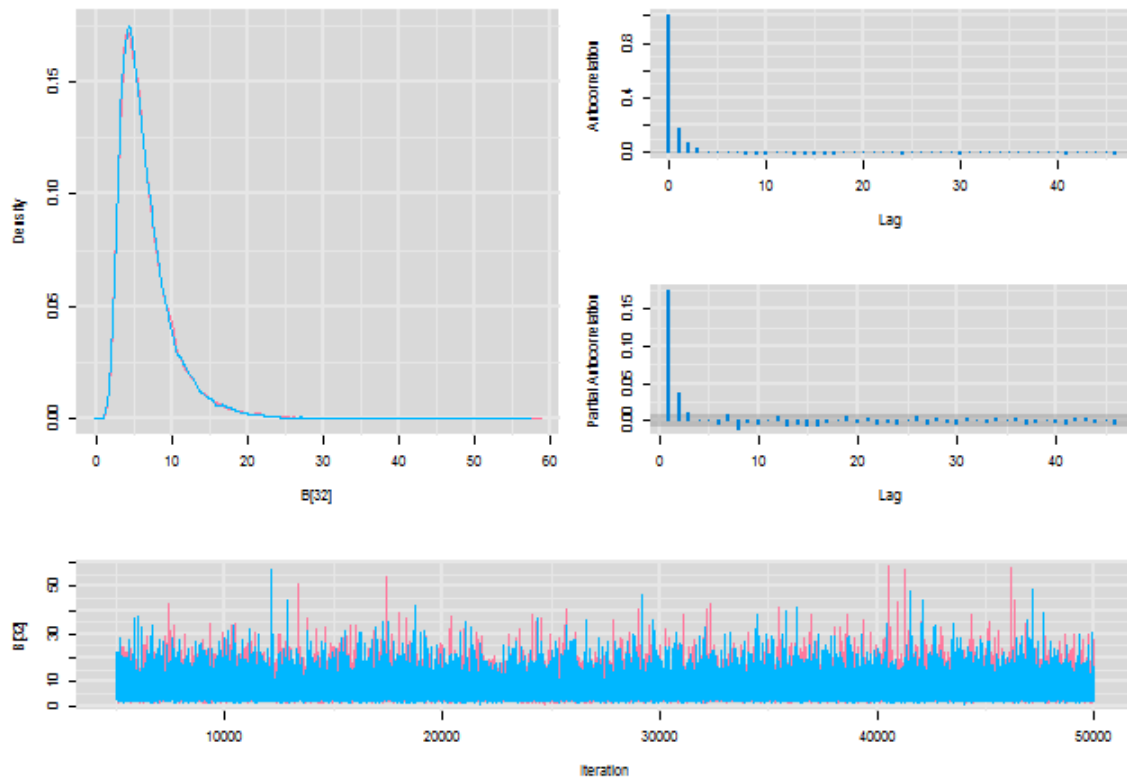 Density
0.00 0.05 0.10 0.15
0 10 20 30 40 50 60
B[32]
Autocorrelation
0.0 0.4 0.8
0 10 20 30 40
Lag
Partial Autocorrelation
0.00 0.05 0.10 0.15
0 10 20 30 40
Lag
B[32]
0 10 30 50
10000 20000 30000 40000 50000
Iteration